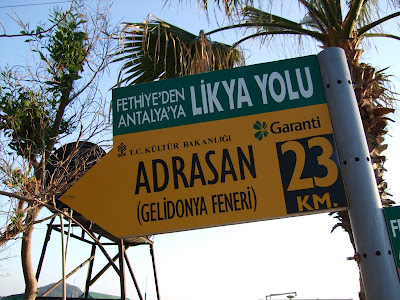 FETHİYE'DEN
ANTALYA'YA
LİKYA YOLU
T.C. KÜLTÜR BAKANLIĞI
Garanti
ADRASAN
(GELİDONYA FENERİ)
23
KM.